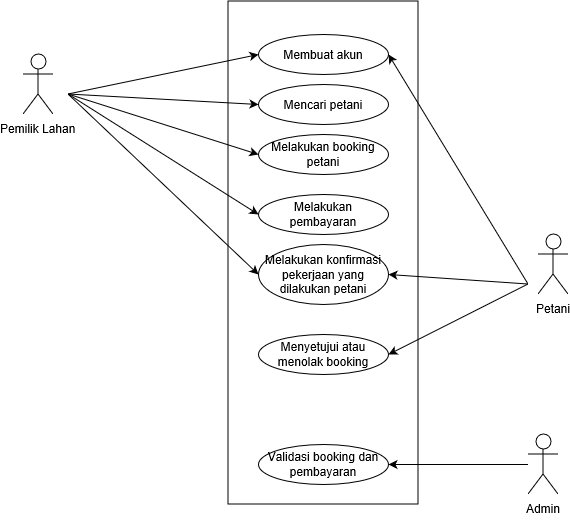 Membuat akun
Mencari petani
Pemilik Lahan
Melakukan booking
petani
Melakukan
pembayaran
Melakukan konfirmasi
pekerjaan yang
dilakukan petani
Petani
Menyetujui atau
menolak booking
Validasi booking dan
pembayaran
Admin